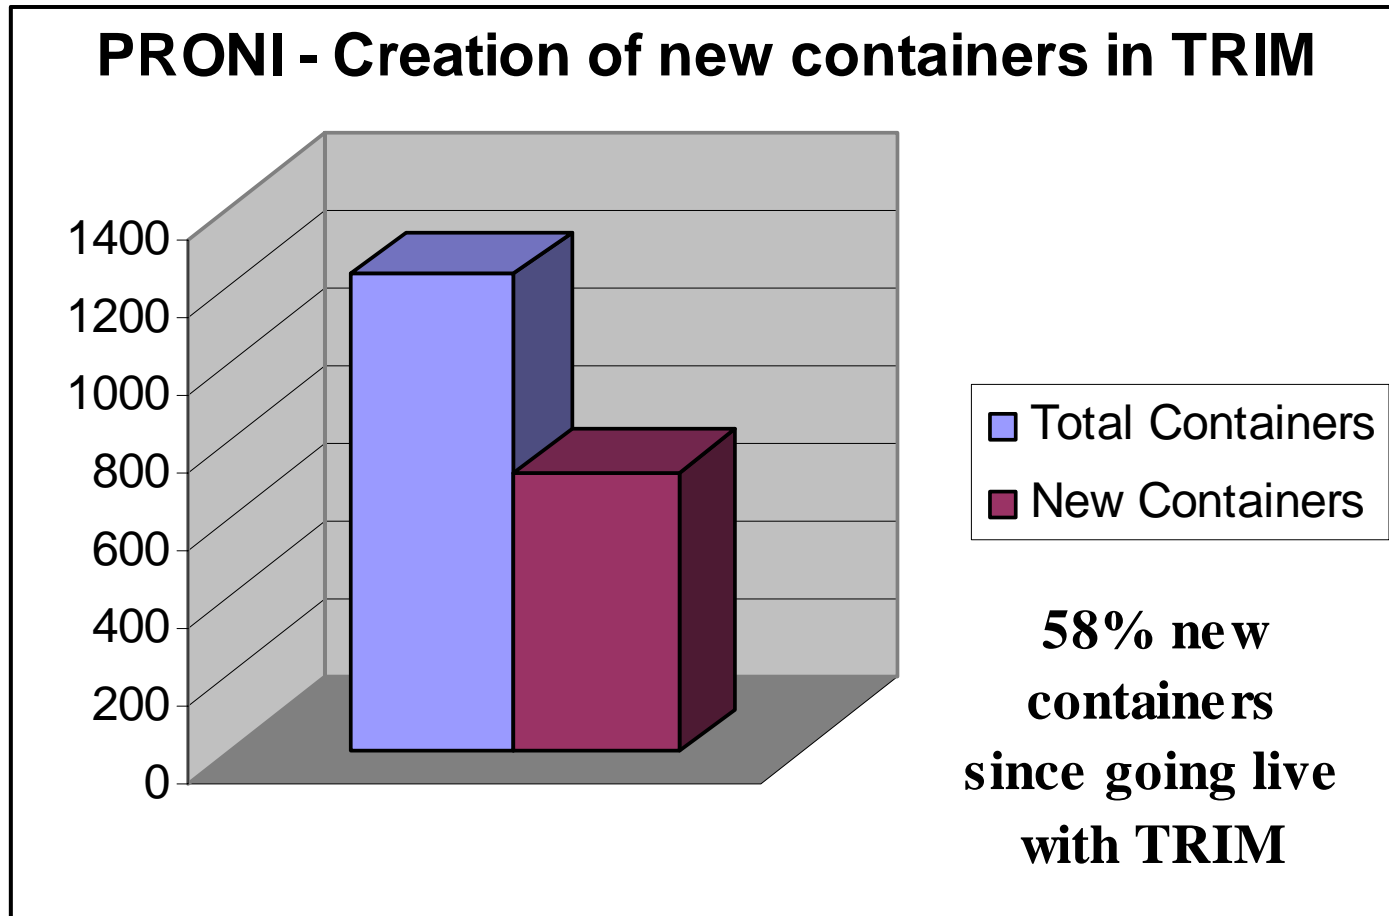 PRONI - Creation of new containers in TRIM
1400
1200
1000
800
600
400
200
0
Total Containers
New Containers
58% new
containers
since going live
with TRIM